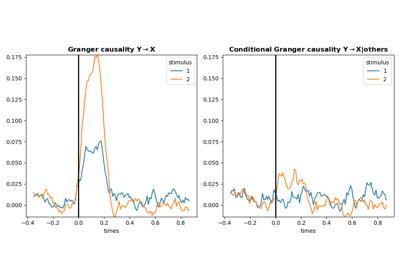 Granger causality Y→X
0.175
0.150
0.125
0.100
0.075
0.050
0.025
0.000
stimulus
1
2
−0.4 −0.2 0.0 0.2 0.4 0.6 0.8
times
Conditional Granger causality Y→X|others
0.175
0.150
0.125
0.100
0.075
0.050
0.025
0.000
stimulus
1
2
−0.4 −0.2 0.0 0.2 0.4 0.6 0.8
times